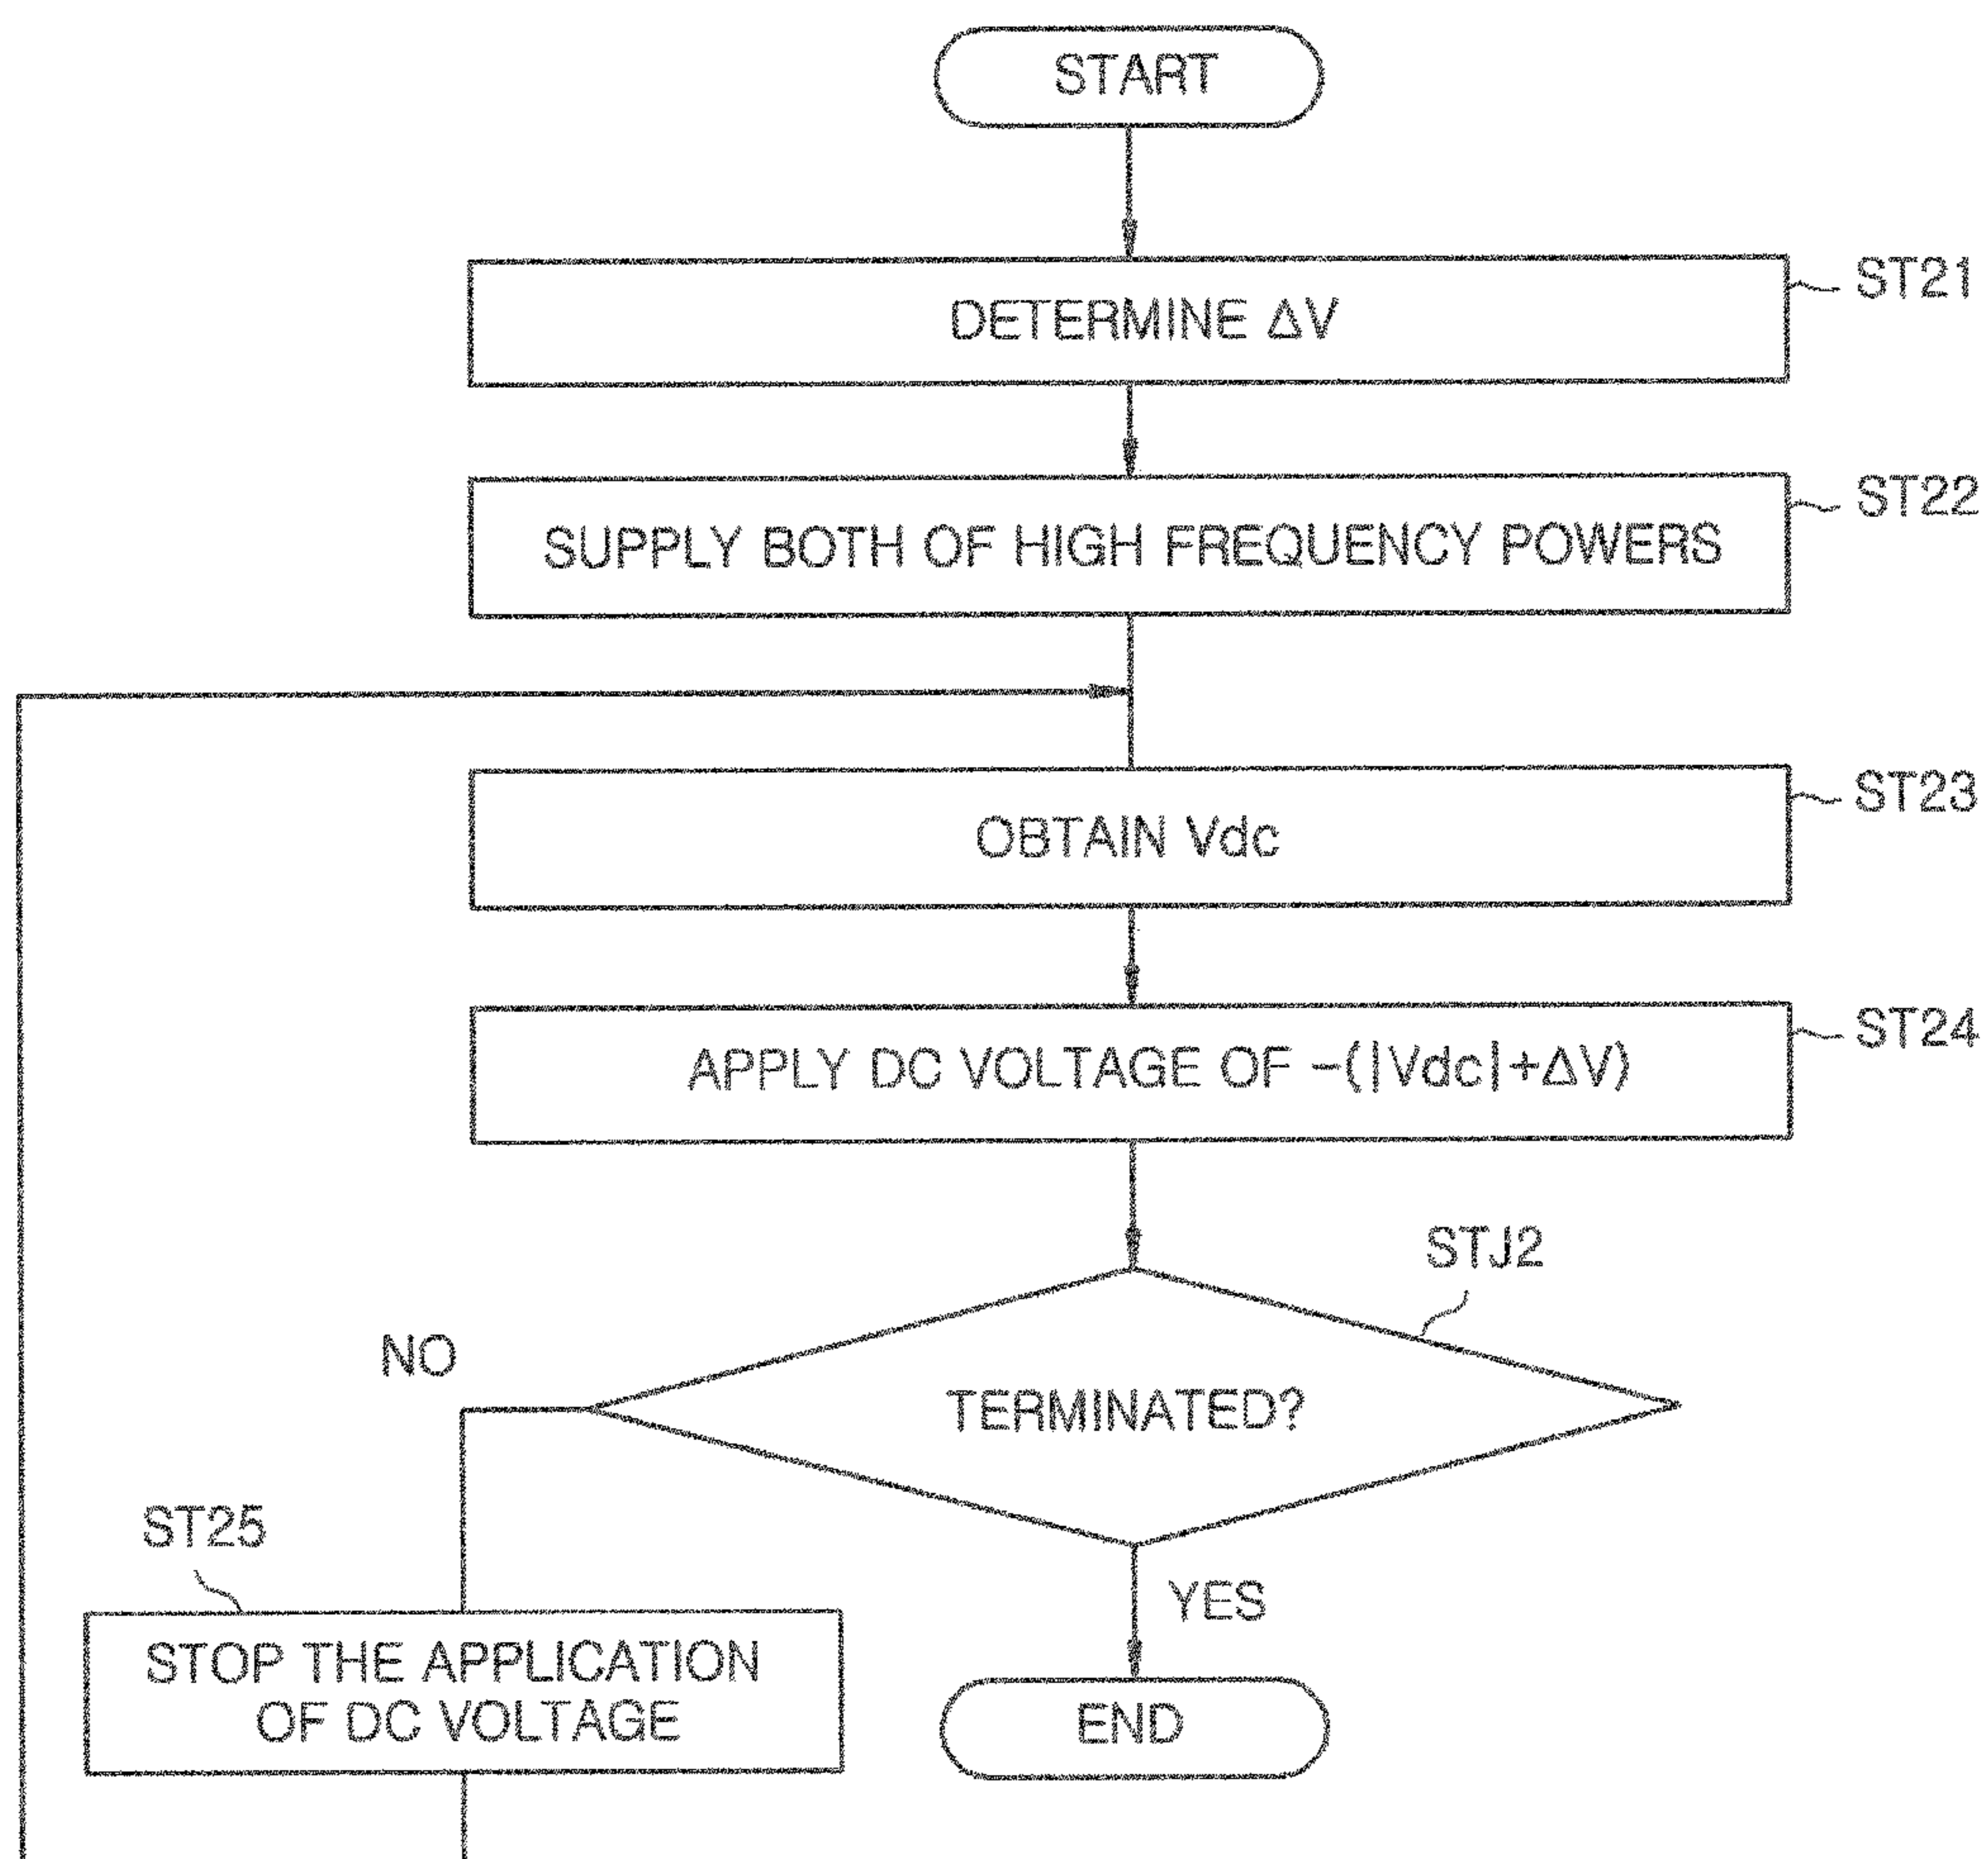 START
DETERMINE ΔV
ST21
SUPPLY BOTH OF HIGH FREQUENCY POWERS
ST22
OBTAIN Vdc
ST23
APPLY DC VOLTAGE OF -(|Vdc|+ΔV)
ST24
STJ2
NO
TERMINATED?
ST25
YES
STOP THE APPLICATION
OF DC VOLTAGE
END